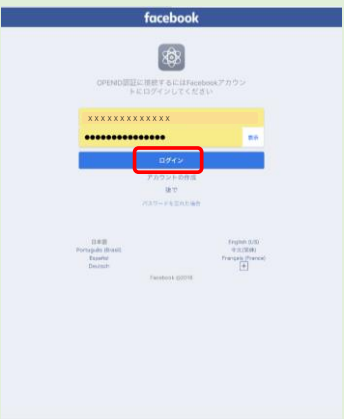 facebook
OPENID認証に接続するにはFacebookアカウン
トにログインしてください
xxxxxxxxxxxxx
●●●●●●●●●●●●●●●
表示
ログイン
アカウントの作成
後で
パスワードを忘れた場合
日本語
English (US)
Português (Brasil)
中文(简体)
Español
Français (France)
Deutsch
+
Facebook ©2018